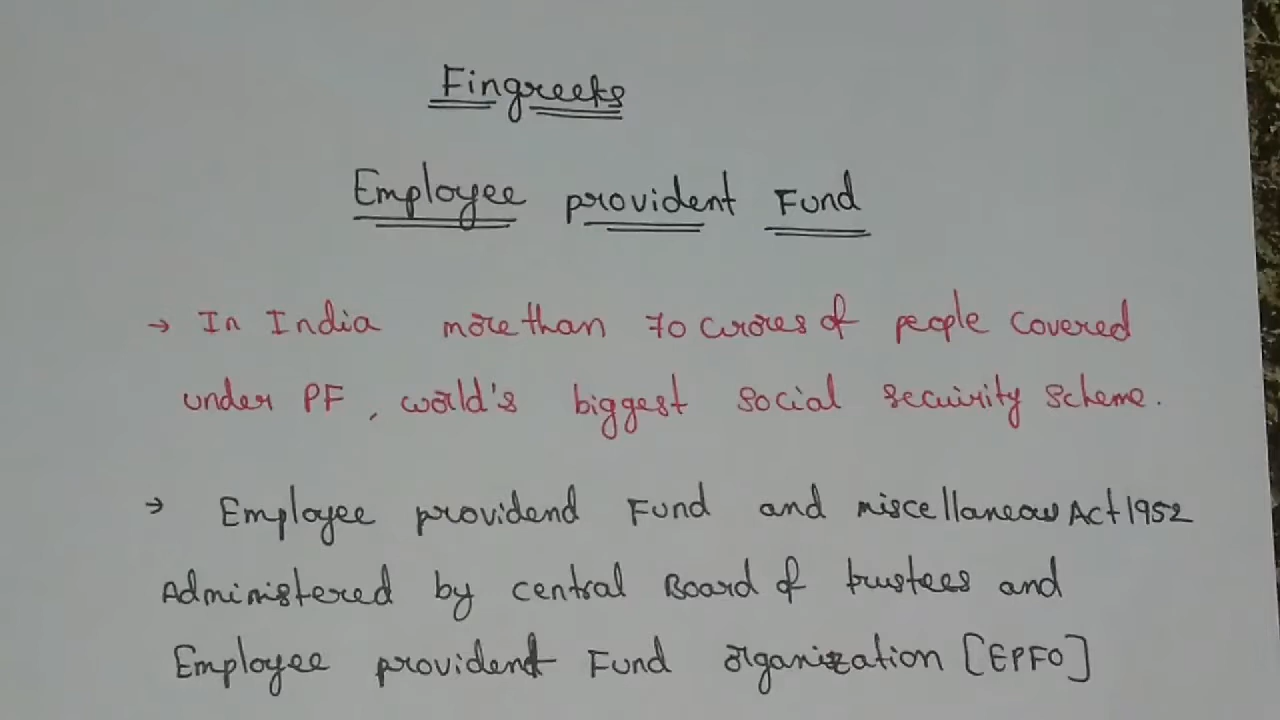 Fingreeks
Employee provident Fund
→ In India more than 70 crores of people covered
under PF, world's biggest social secuirity scheme.
→ Employee providend Fund and miscellaneous Act 1952
Administered by central Board of trustees and
Employee provident Fund organization [EPFO]